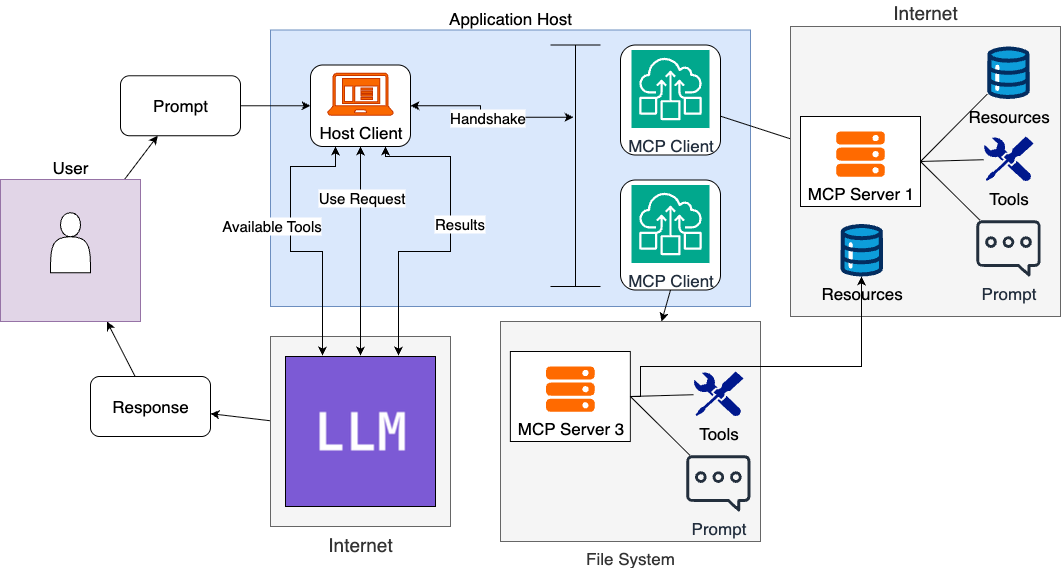 Application Host
Internet
Prompt
Host Client
Handshake
MCP Client
Resources
MCP Server 1
Tools
User
Use Request
Available Tools
Results
MCP Client
Resources
Prompt
Response
LLM
MCP Server 3
Tools
Prompt
Internet
File System